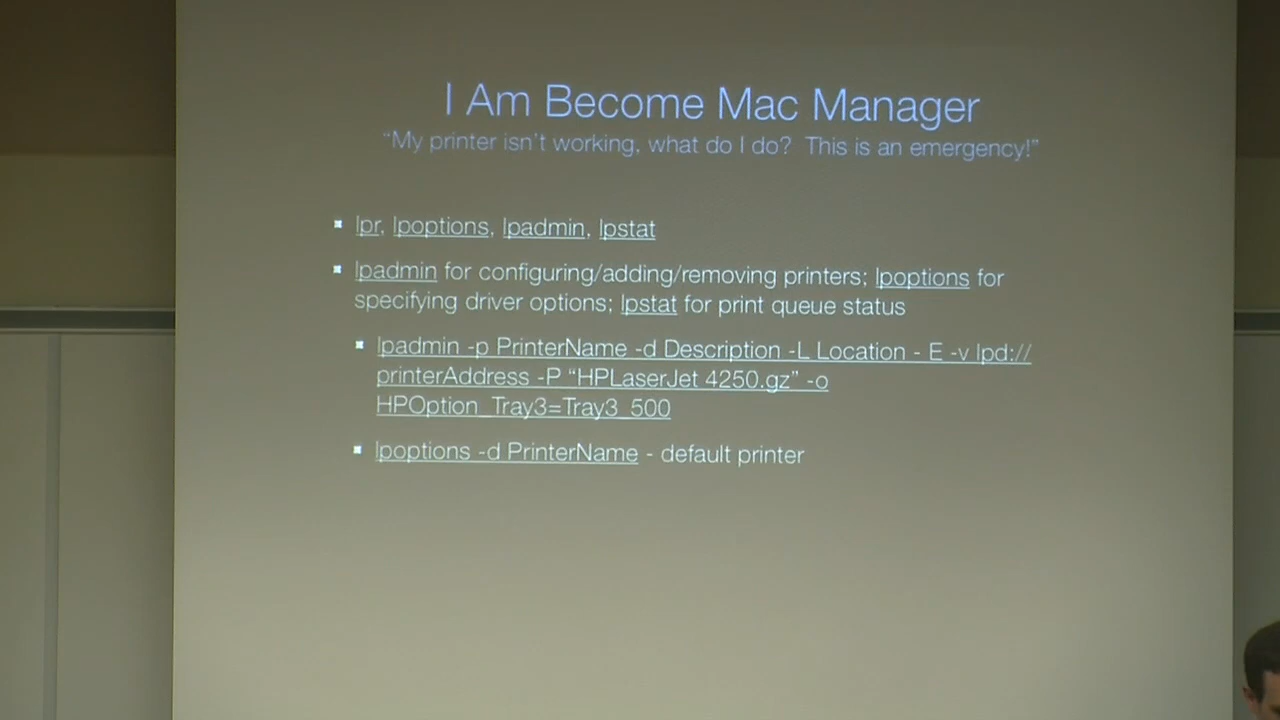 I Am Become Mac Manager
“My printer isn't working, what do I do? This is an emergency!”
lpr, lpoptions, lpadmin, lpstat
lpadmin for configuring/adding/removing printers; lpoptions for
specifying driver options; lpstat for print queue status
lpadmin -p PrinterName -d Description -L Location - E -v lpd://
printerAddress -P “HPLaserJet 4250.gz” -o
HPOption_Tray3=Tray3_500
lpoptions -d PrinterName - default printer